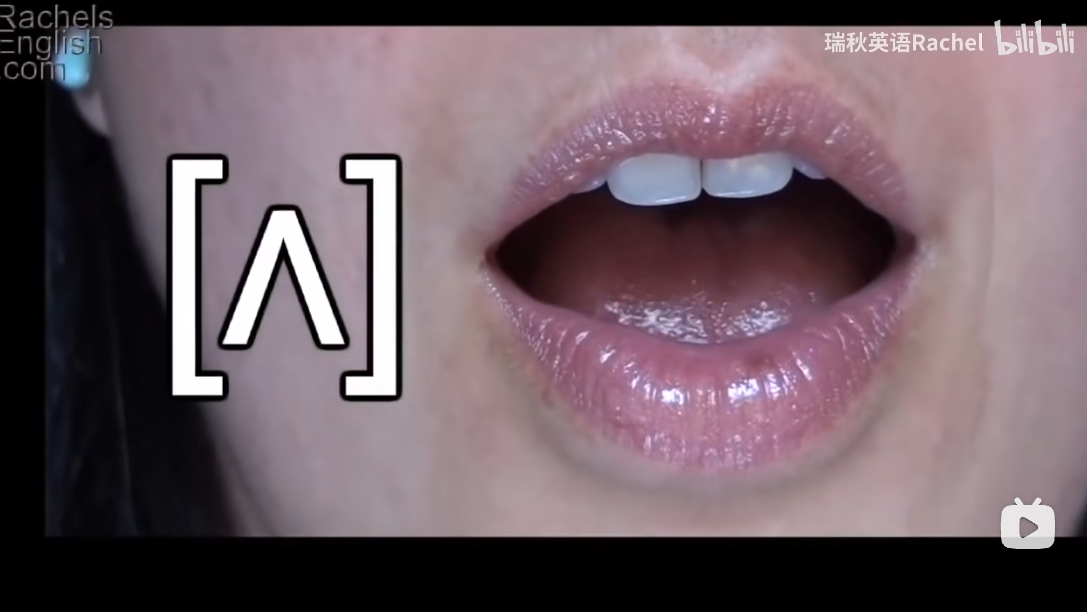 Rachels
English
.com
瑞秋英语Rachel bilibili
[ʌ]